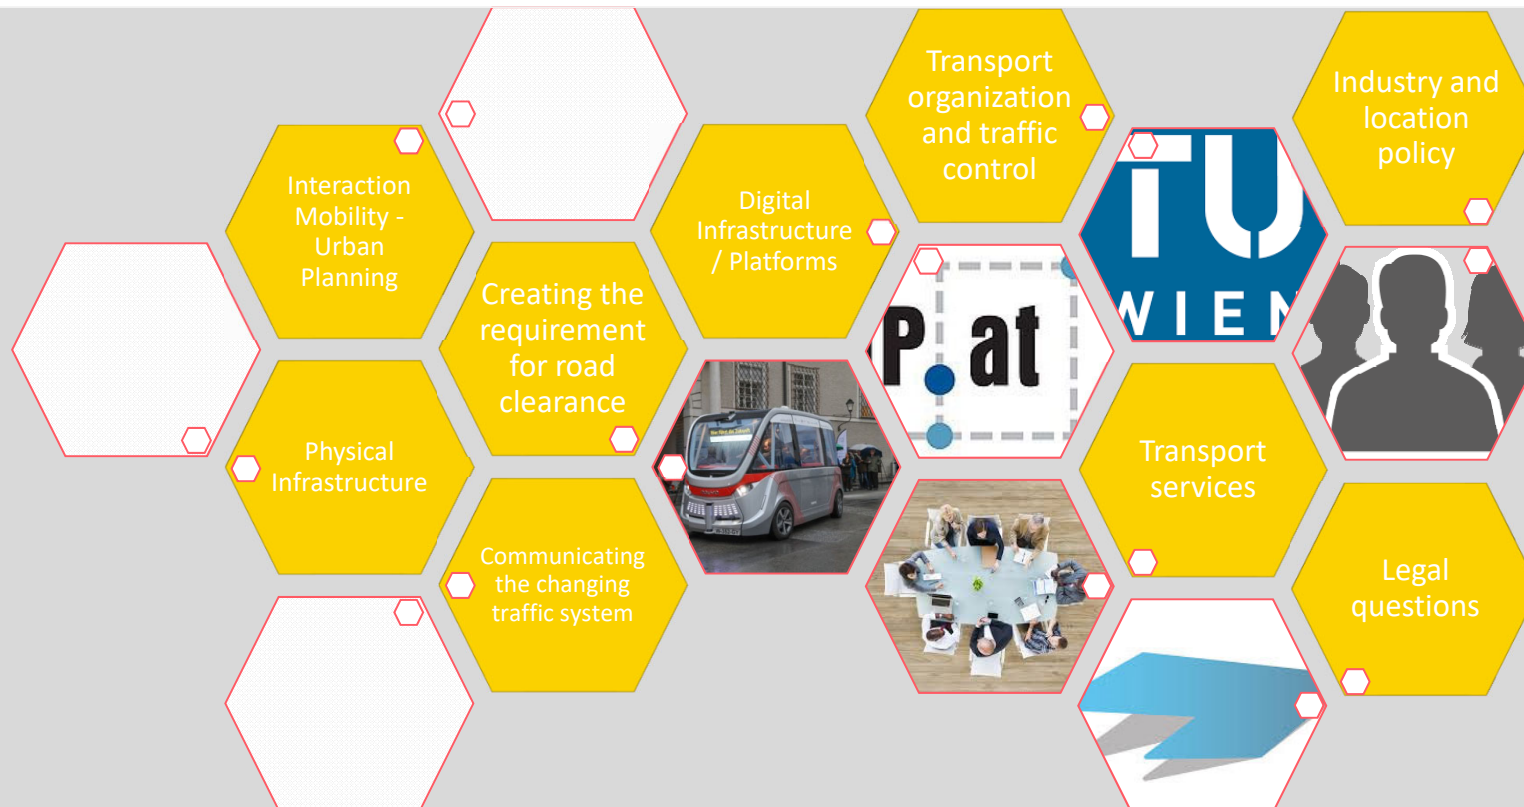 Interaction
Mobility -
Urban
Planning
Physical
Infrastructure
Creating the
requirement
for road
clearance
Communicating
the changing
traffic system
Digital
Infrastructure
/ Platforms
Transport
organization
and traffic
control
P.at
TU
WIEN
Transport
services
Industry and
location
policy
Legal
questions